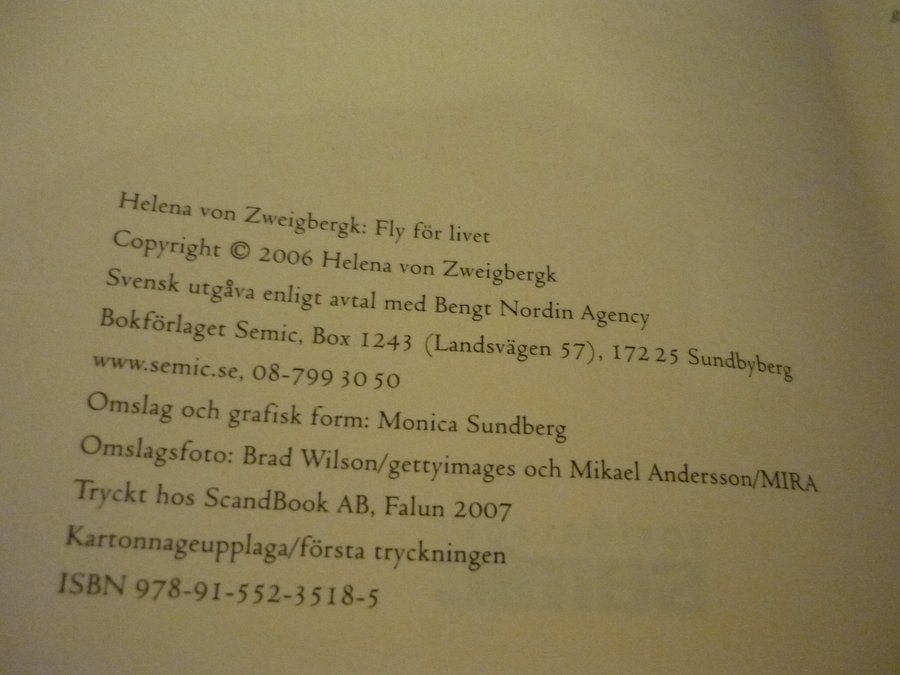 Helena von Zweigbergk: Fly för livet
Copyright © 2006 Helena von Zweigbergk
Svensk utgåva enligt avtal med Bengt Nordin Agency
Bokförlaget Semic, Box 1243 (Landsvägen 57), 172 25 Sundbyberg
www.semic.se, 08-799 30 50
Omslag och grafisk form: Monica Sundberg
Omslagsfoto: Brad Wilson/gettyimages och Mikael Andersson/MIRA
Tryckt hos ScandBook AB, Falun 2007
Kartonnageupplaga/första tryckningen
ISBN 978-91-552-3518-5